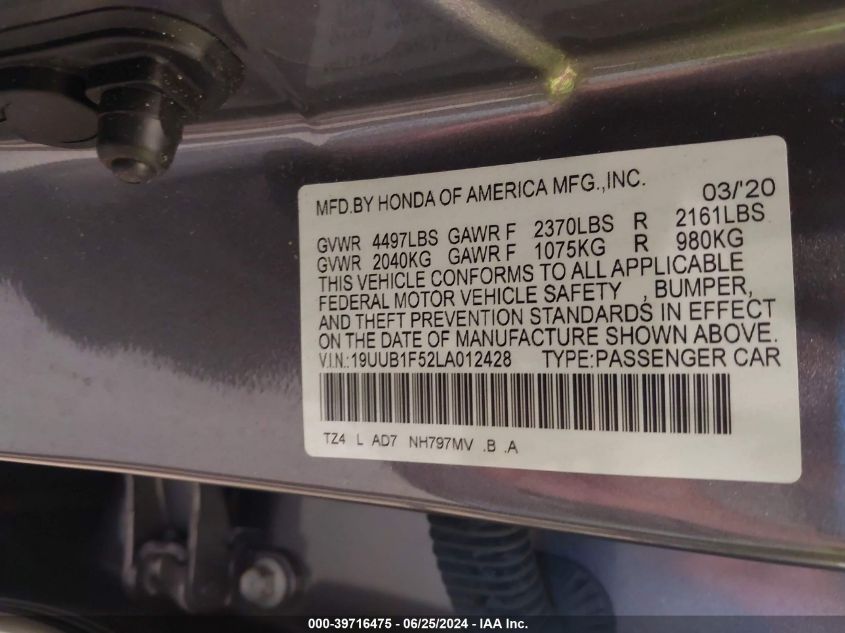 MFD.BY HONDA OF AMERICA MFG.,INC. 03/'20
GVWR 4497LBS GAWR F 2370LBS R 2161LBS
GVWR 2040KG GAWR F 1075KG R 980KG
THIS VEHICLE CONFORMS TO ALL APPLICABLE
FEDERAL MOTOR VEHICLE SAFETY , BUMPER,
AND THEFT PREVENTION STANDARDS IN EFFECT
ON THE DATE OF MANUFACTURE SHOWN ABOVE.
V.I.N.:19UUB1F52LA012428 TYPE:PASSENGER CAR
TZ4 L AD7 NH797MV .B .A
000-39716475 - 06/25/2024 - IAA Inc.